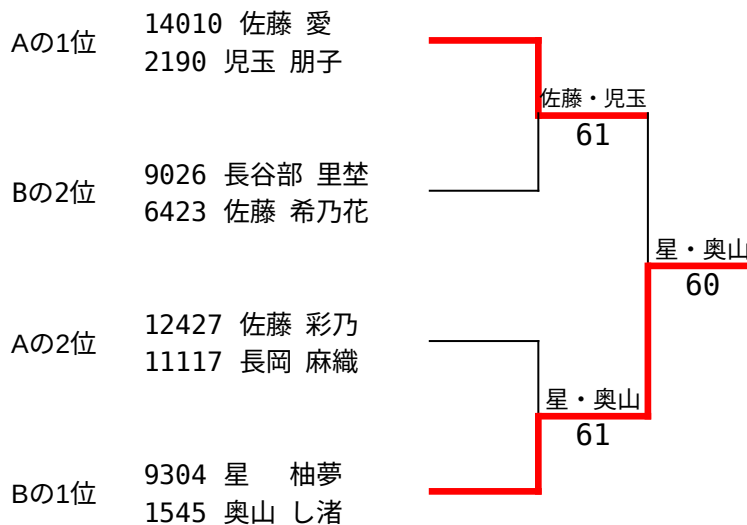 Aの1位
14010 佐藤 愛
2190 児玉 朋子
佐藤・児玉
61
Bの2位
9026 長谷部 里埜
6423 佐藤 希乃花
星・奥山
60
Aの2位
12427 佐藤 彩乃
11117 長岡 麻織
星・奥山
61
Bの1位
9304 星　 柚夢
1545 奥山 し渚